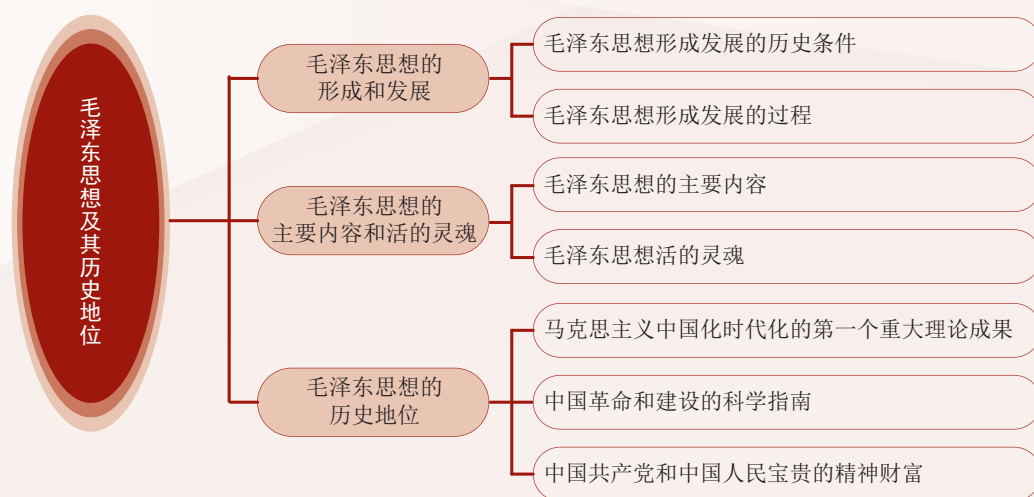 毛泽东思想及其历史地位
毛泽东思想的
形成和发展
毛泽东思想形成发展的历史条件
毛泽东思想形成发展的过程
毛泽东思想的
主要内容和活的灵魂
毛泽东思想的主要内容
毛泽东思想活的灵魂
毛泽东思想的
历史地位
马克思主义中国化时代化的第一个重大理论成果
中国革命和建设的科学指南
中国共产党和中国人民宝贵的精神财富